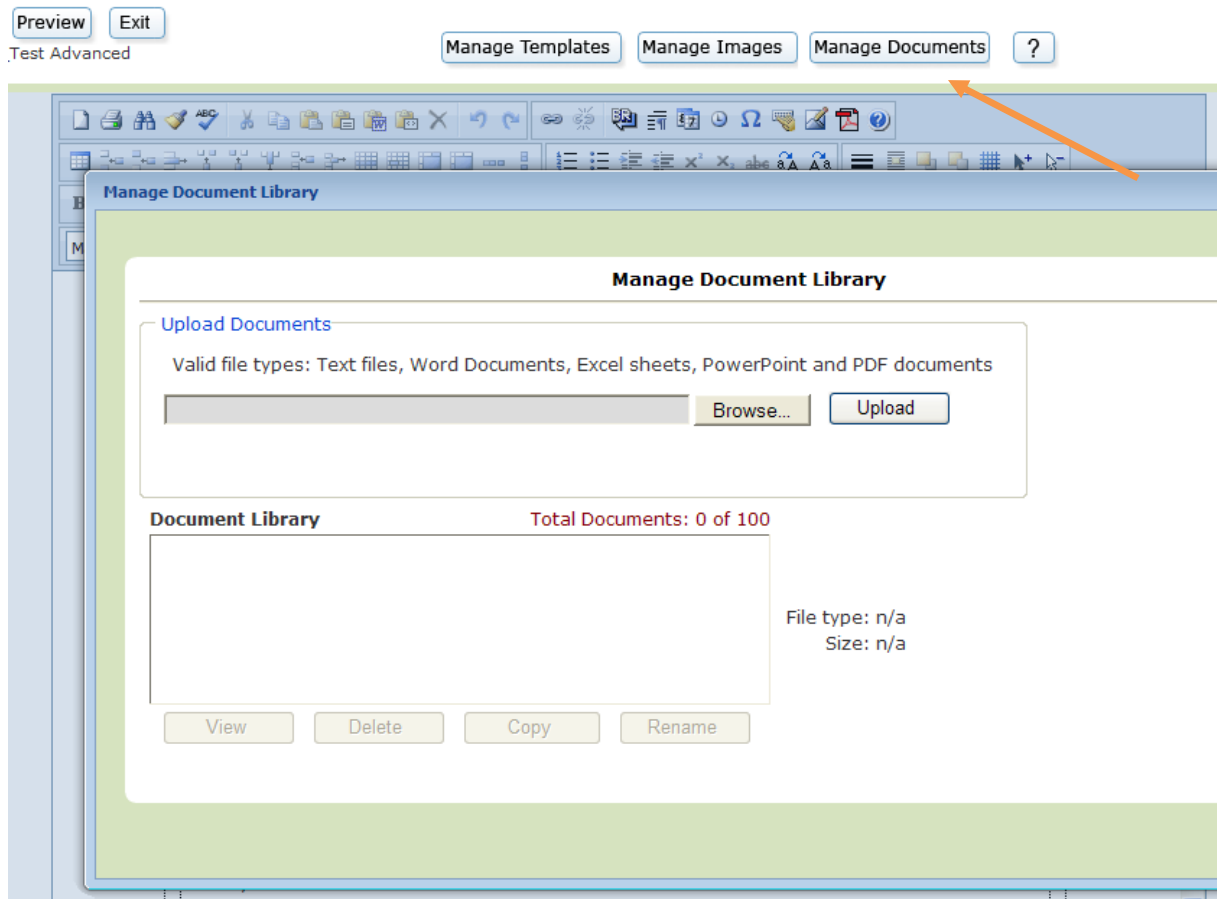 Preview Exit
Test Advanced
Manage Templates Manage Images Manage Documents ?
ABC
Manage Document Library
B
M
Manage Document Library
Upload Documents
Valid file types: Text files, Word Documents, Excel sheets, PowerPoint and PDF documents
Browse... Upload
Document Library Total Documents: 0 of 100
File type: n/a
Size: n/a
View Delete Copy Rename